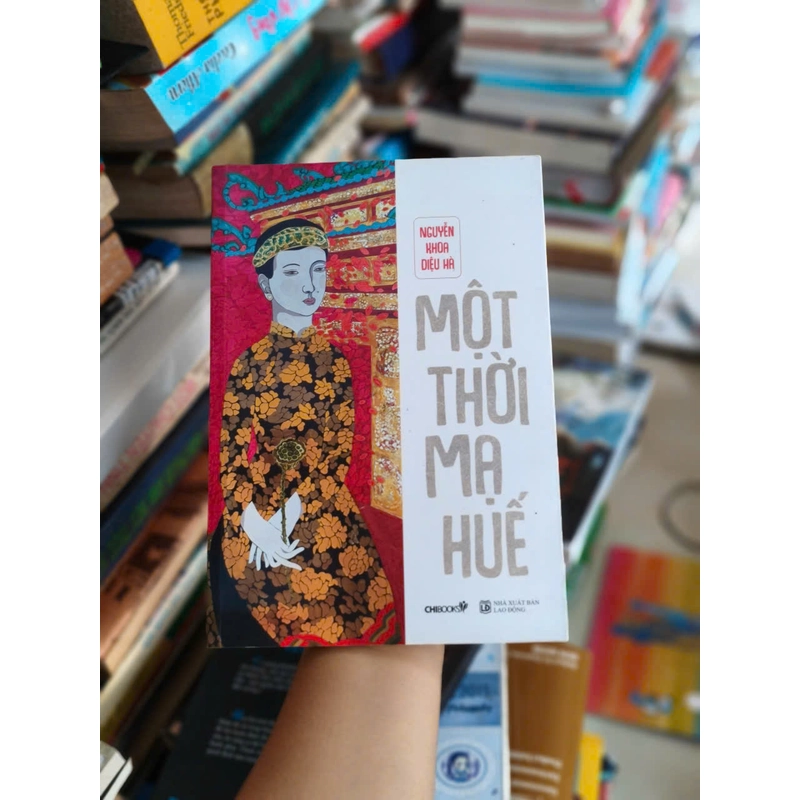 NGUYỄN
KHOA
DIỆU HÀ
MỘT
THỜI
MẠ
HUẾ
CHIBOOKS
LĐ
NHÀ XUẤT BẢN
LAO ĐỘNG